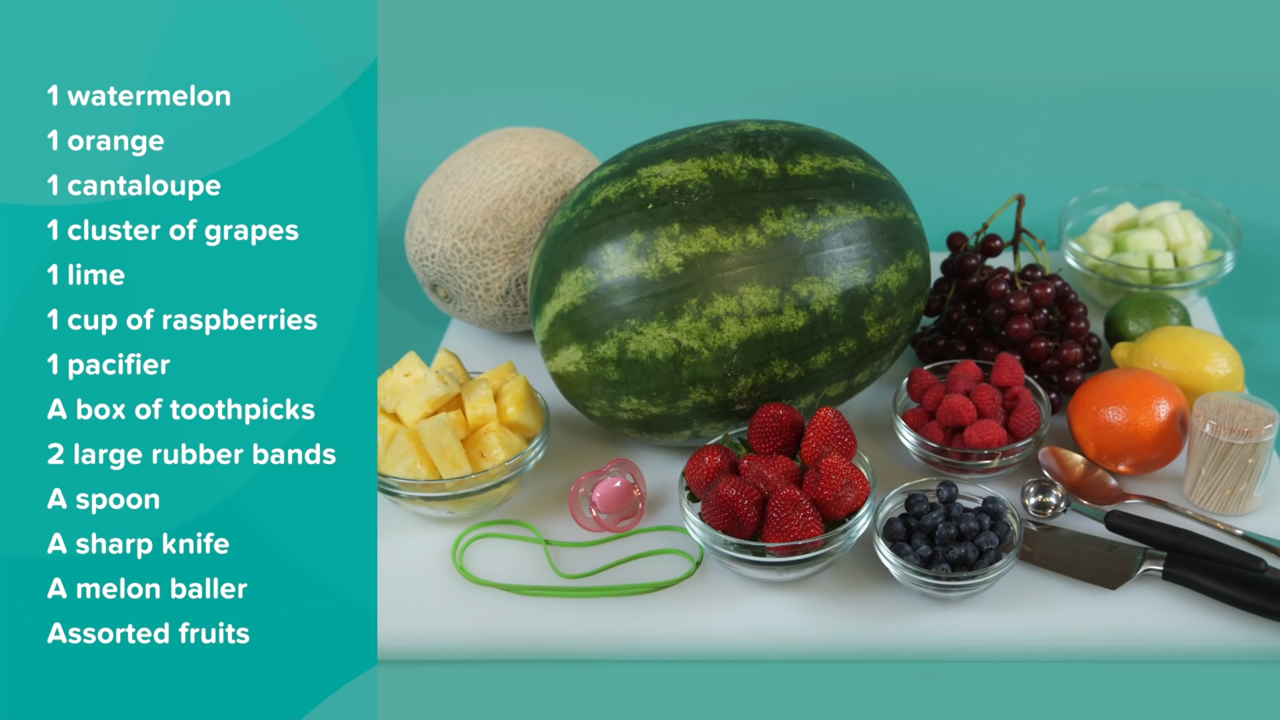 1 watermelon
1 orange
1 cantaloupe
1 cluster of grapes
1 lime
1 cup of raspberries
1 pacifier
A box of toothpicks
2 large rubber bands
A spoon
A sharp knife
A melon baller
Assorted fruits